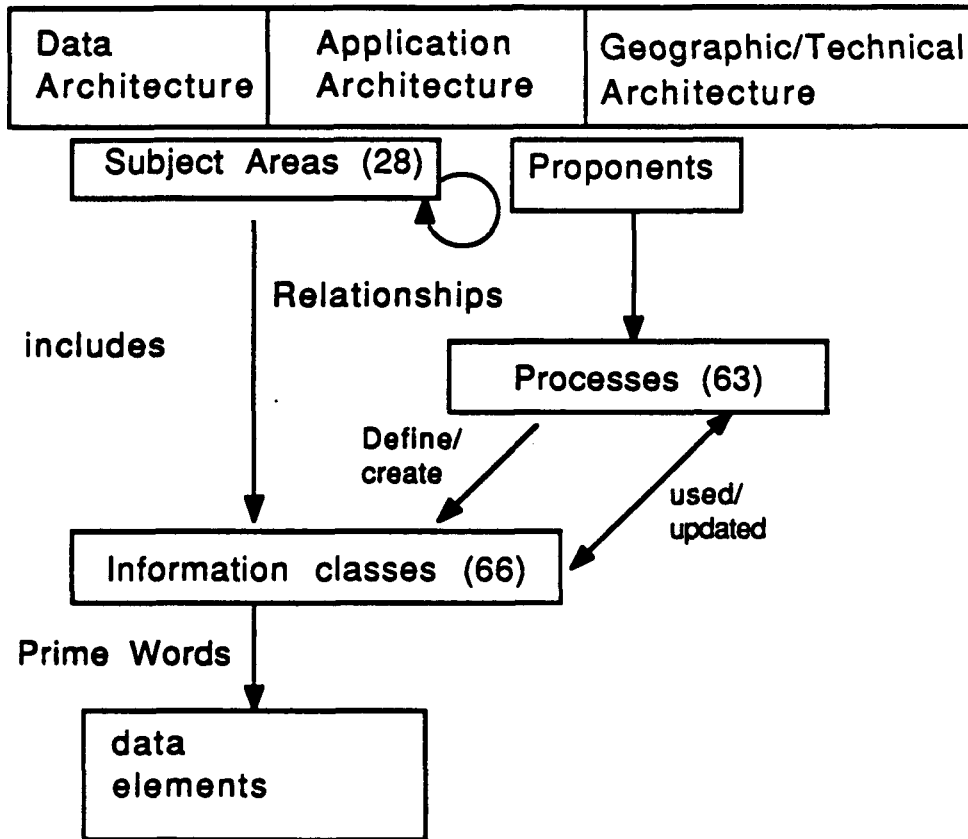 Data
Architecture
Application
Architecture
Geographic/Technical
Architecture
Subject Areas (28)
Proponents
Relationships
includes
Processes (63)
Define/
create
used/
updated
Information classes (66)
Prime Words
data
elements